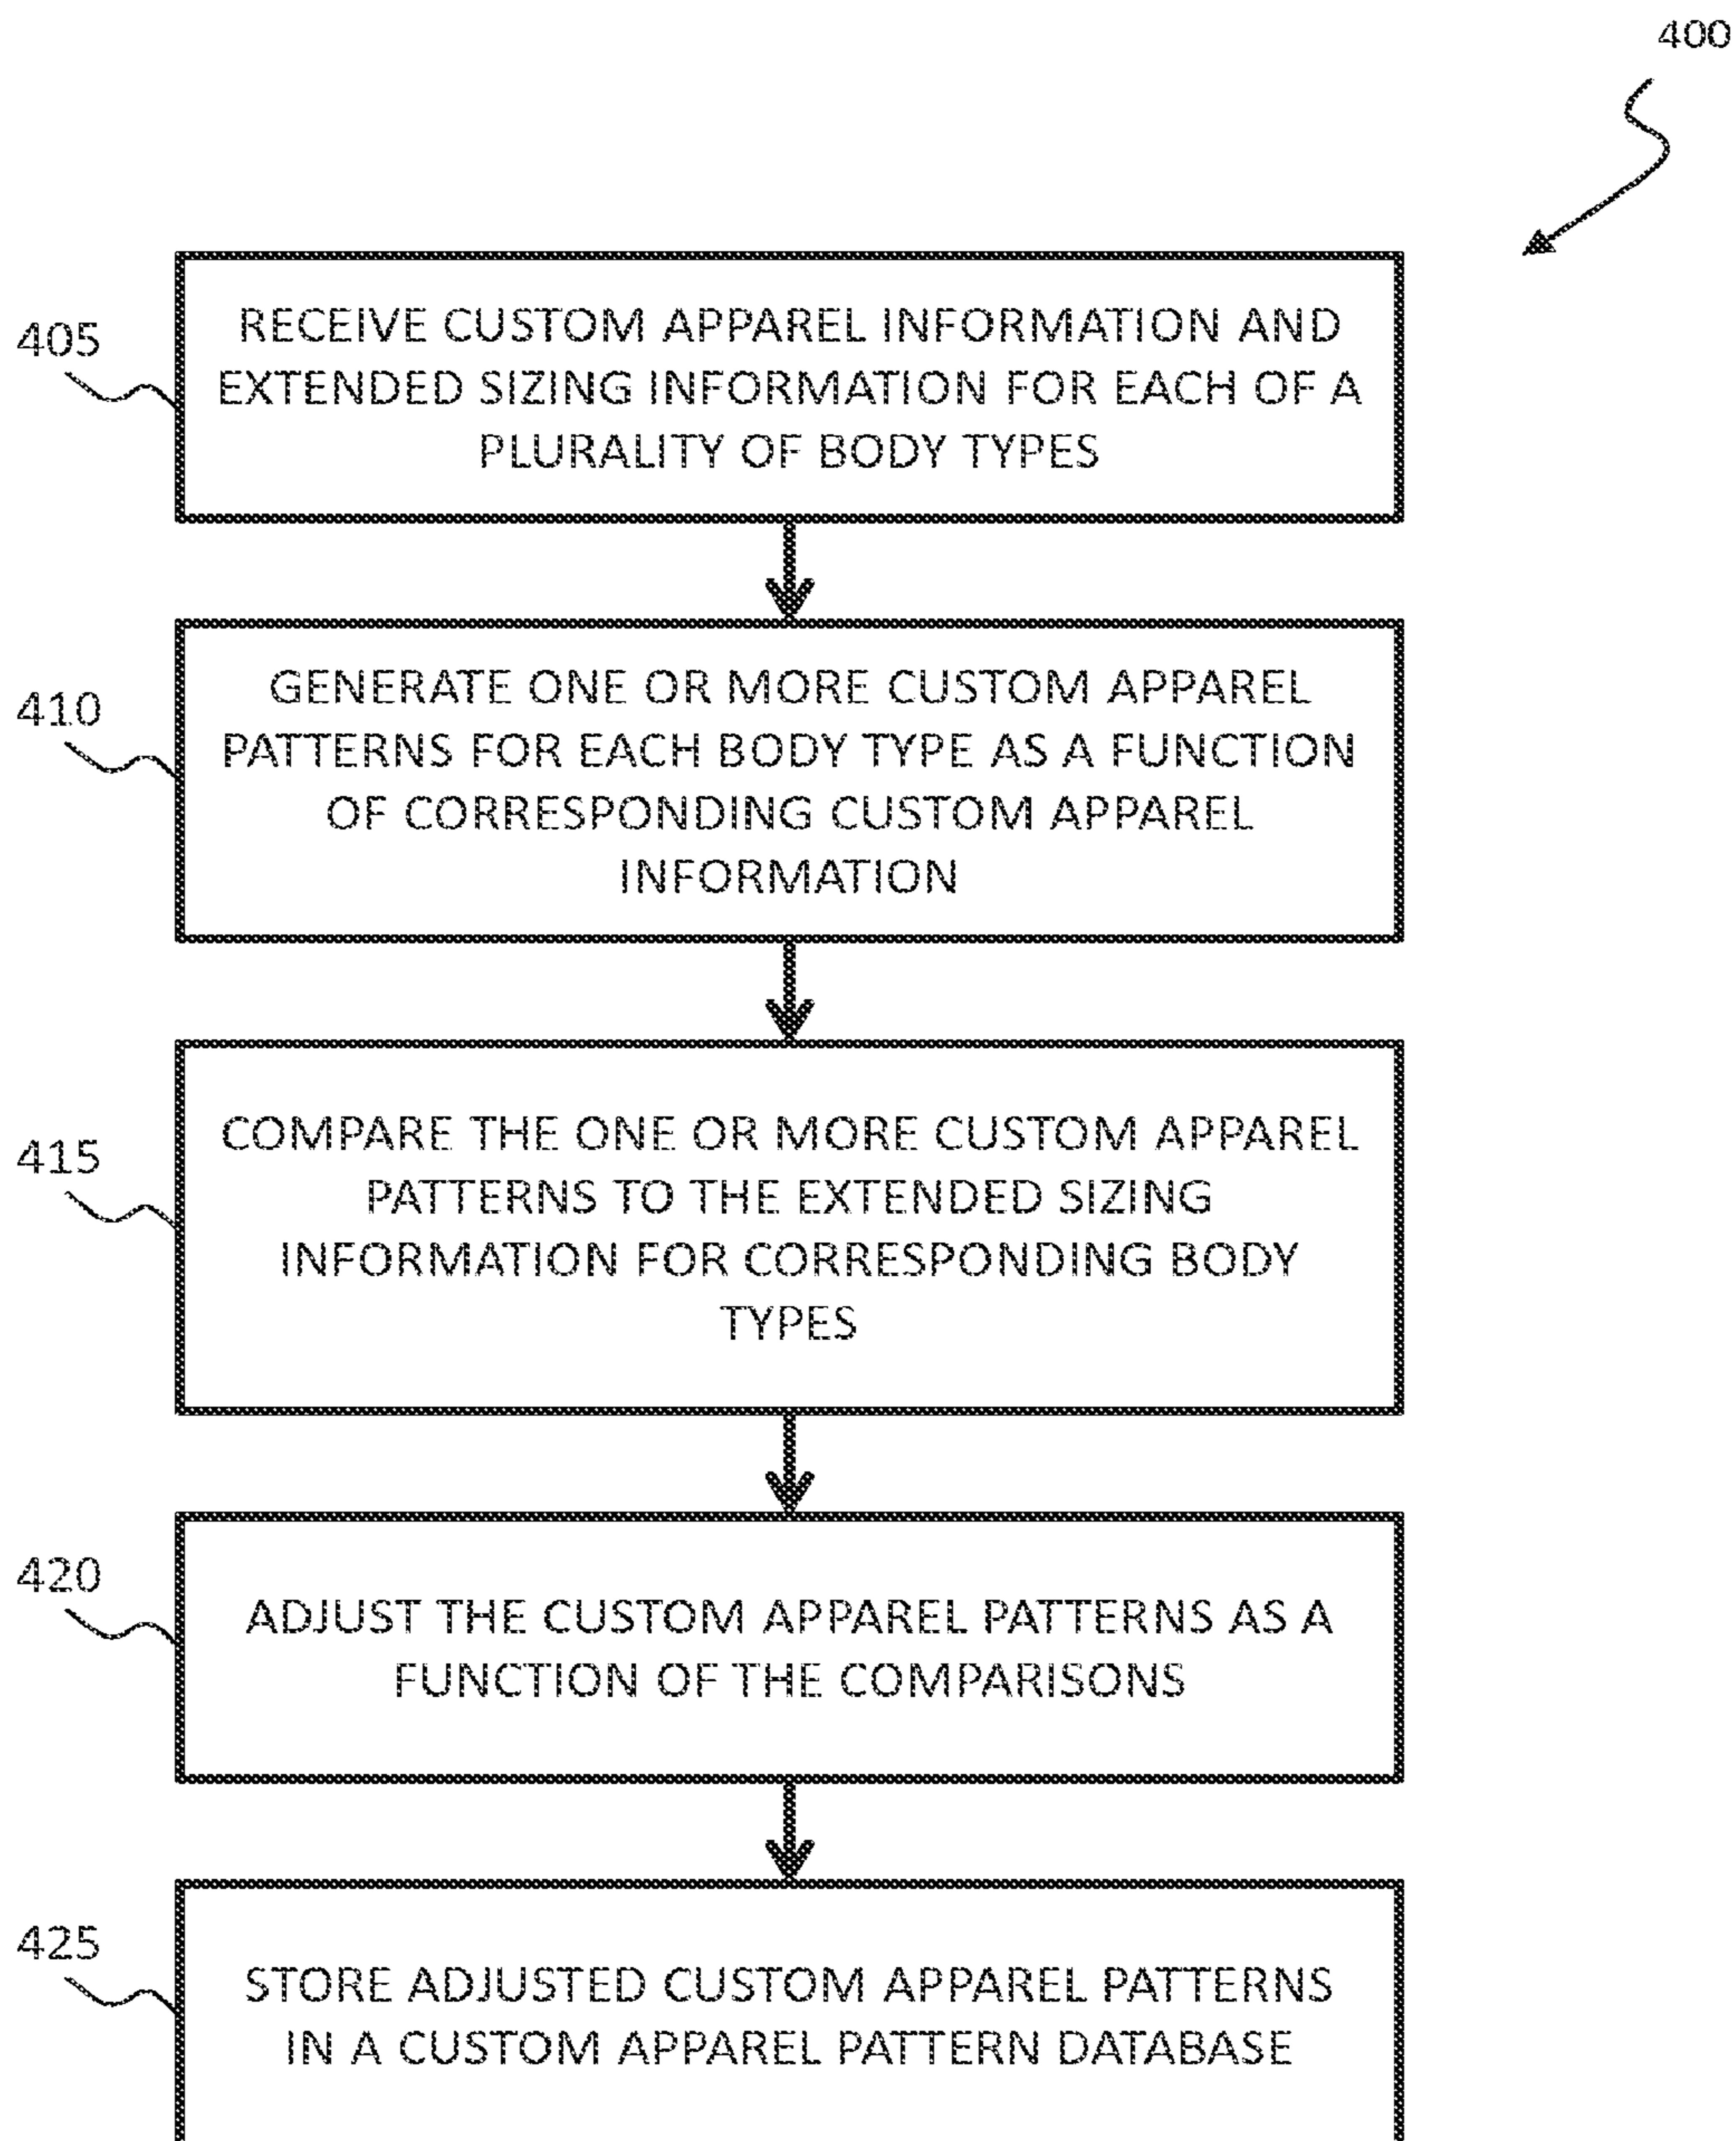 400
405
RECEIVE CUSTOM APPAREL INFORMATION AND
EXTENDED SIZING INFORMATION FOR EACH OF A
PLURALITY OF BODY TYPES
410
GENERATE ONE OR MORE CUSTOM APPAREL
PATTERNS FOR EACH BODY TYPE AS A FUNCTION
OF CORRESPONDING CUSTOM APPAREL
INFORMATION
415
COMPARE THE ONE OR MORE CUSTOM APPAREL
PATTERNS TO THE EXTENDED SIZING
INFORMATION FOR CORRESPONDING BODY
TYPES
420
ADJUST THE CUSTOM APPAREL PATTERNS AS A
FUNCTION OF THE COMPARISONS
425
STORE ADJUSTED CUSTOM APPAREL PATTERNS
IN A CUSTOM APPAREL PATTERN DATABASE